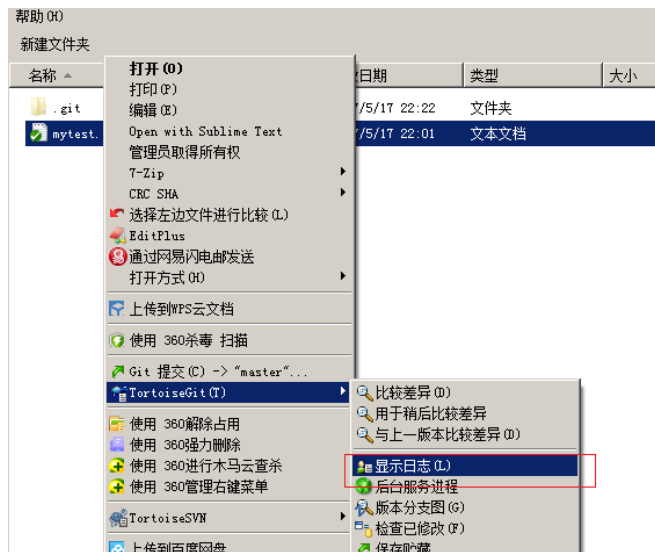 帮助(H)
新建文件夹
名称 日期 类型 大小
.git /5/17 22:22 文件夹
mytest. /5/17 22:01 文本文档
打开(O)
打印(P)
编辑(E)
Open with Sublime Text
管理员取得所有权
7-Zip
CRC SHA
选择左边文件进行比较(L)
EditPlus
通过网易闪电邮发送
打开方式(H)
上传到WPS云文档
使用 360杀毒 扫描
Git 提交(C) -> "master"...
TortoiseGit(T)
使用 360解除占用
使用 360强力删除
使用 360进行木马云查杀
使用 360管理右键菜单
TortoiseSVN
上传到百度网盘
比较差异(D)
用于稍后比较差异
与上一版本比较差异(D)
显示日志(L)
后台服务进程
版本分支图(G)
检查已修改(F)
保存贮藏